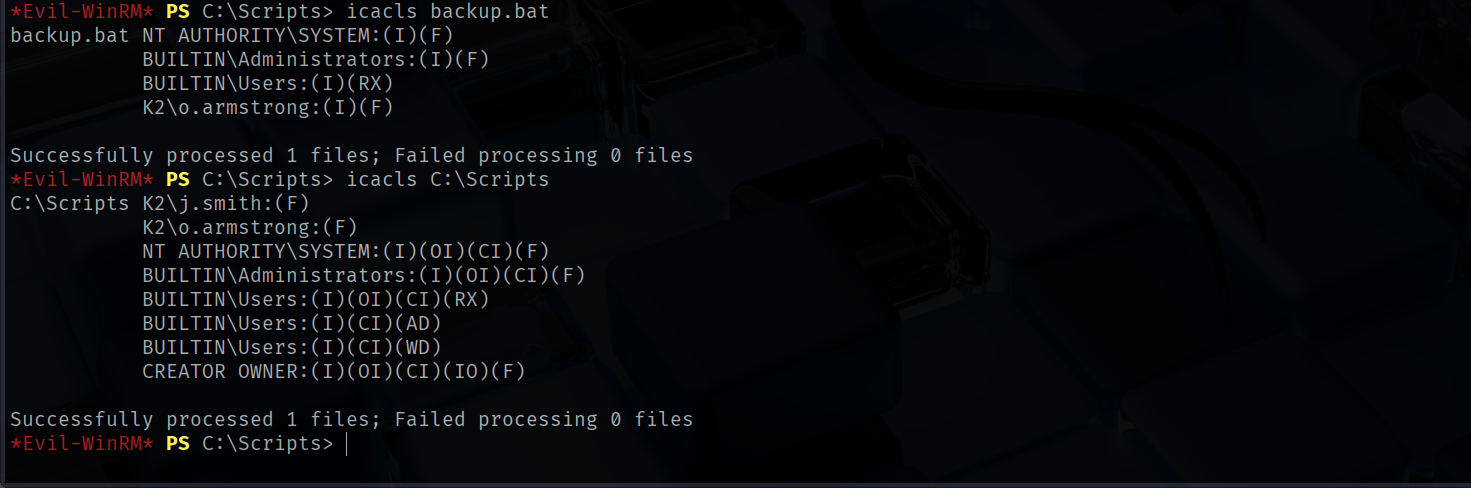 *Evil-WinRM* PS C:\Scripts> icacls backup.bat
backup.bat NT AUTHORITY\SYSTEM:(I)(F)
           BUILTIN\Administrators:(I)(F)
           BUILTIN\Users:(I)(RX)
           K2\o.armstrong:(I)(F)

Successfully processed 1 files; Failed processing 0 files
*Evil-WinRM* PS C:\Scripts> icacls C:\Scripts
C:\Scripts K2\j.smith:(F)
           K2\o.armstrong:(F)
           NT AUTHORITY\SYSTEM:(I)(OI)(CI)(F)
           BUILTIN\Administrators:(I)(OI)(CI)(F)
           BUILTIN\Users:(I)(OI)(CI)(RX)
           BUILTIN\Users:(I)(CI)(AD)
           BUILTIN\Users:(I)(CI)(WD)
           CREATOR OWNER:(I)(OI)(CI)(IO)(F)

Successfully processed 1 files; Failed processing 0 files
*Evil-WinRM* PS C:\Scripts>